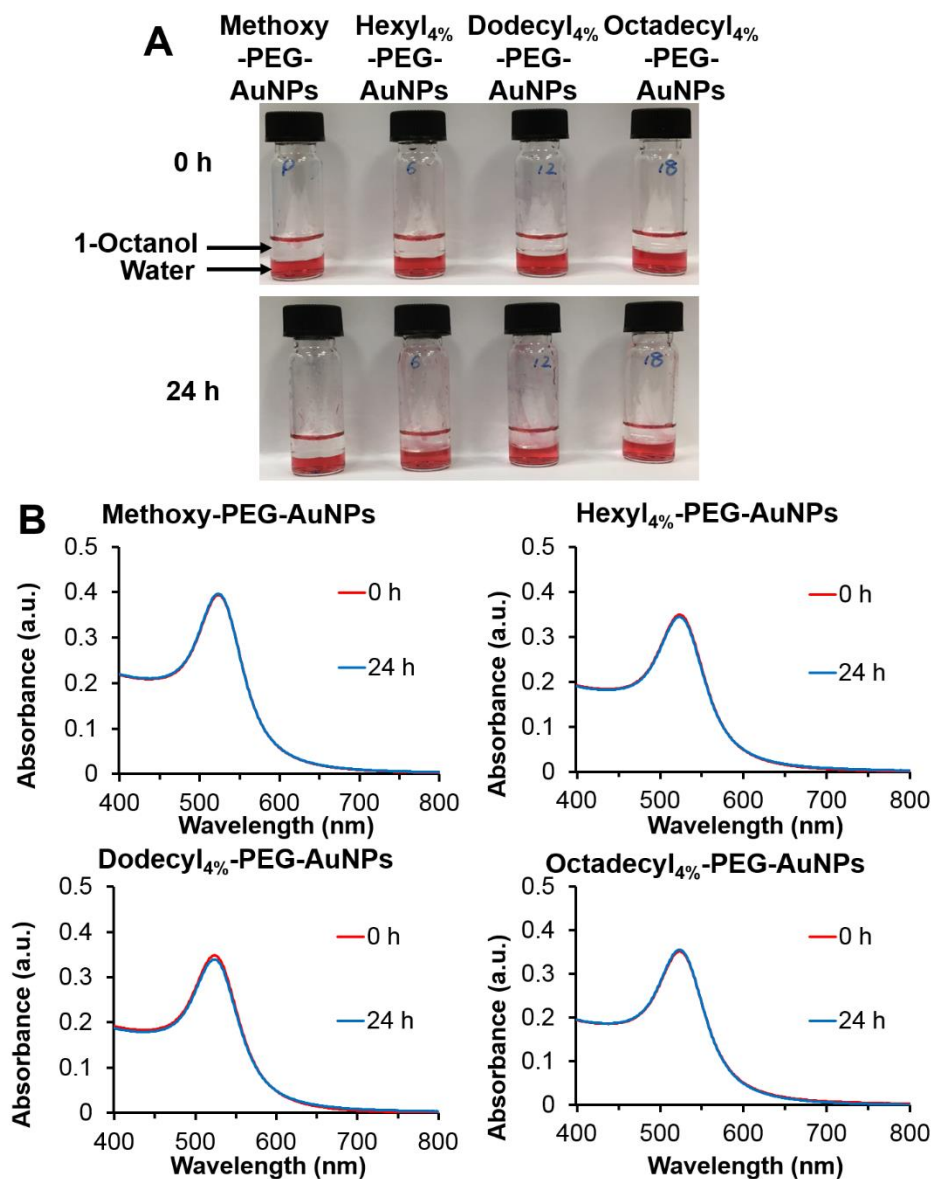 A
Methoxy
-PEG-
AuNPs
Hexyl4%
-PEG-
AuNPs
Dodecyl4%
-PEG-
AuNPs
Octadecyl4%
-PEG-
AuNPs
0 h
P
6
12
18
1-Octanol
Water
24 h
6
12
18
B
Methoxy-PEG-AuNPs
Absorbance (a.u.)
0.5
0.4
0.3
0.2
0.1
0
0 h
24 h
400 500 600 700 800
Wavelength (nm)
Hexyl4%-PEG-AuNPs
Absorbance (a.u.)
0.5
0.4
0.3
0.2
0.1
0
0 h
24 h
400 500 600 700 800
Wavelength (nm)
Dodecyl4%-PEG-AuNPs
Absorbance (a.u.)
0.5
0.4
0.3
0.2
0.1
0
0 h
24 h
400 500 600 700 800
Wavelength (nm)
Octadecyl4%-PEG-AuNPs
Absorbance (a.u.)
0.5
0.4
0.3
0.2
0.1
0
0 h
24 h
400 500 600 700 800
Wavelength (nm)